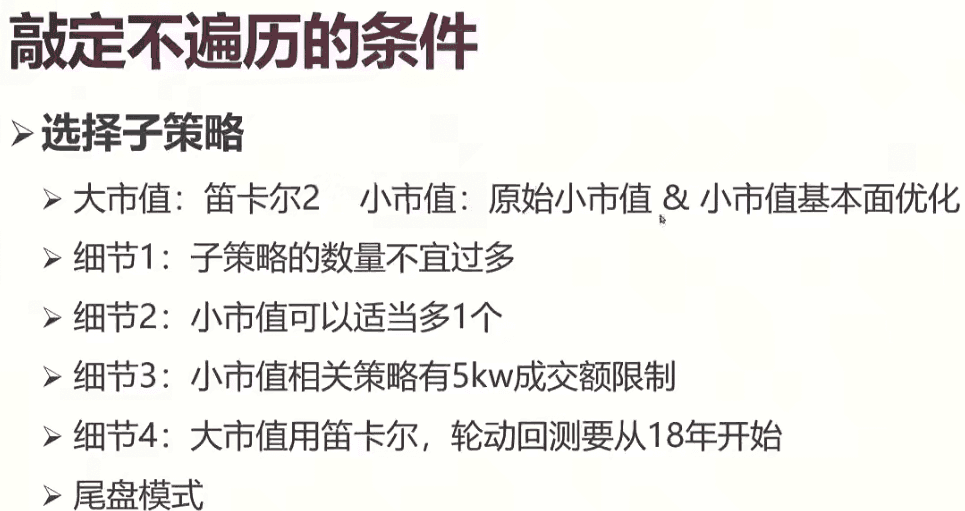 敲定不遍历的条件
选择子策略
大市值：笛卡尔2 小市值：原始小市值 & 小市值基本面优化
细节1：子策略的数量不宜过多
细节2：小市值可以适当多1个
细节3：小市值相关策略有5kw成交额限制
细节4：大市值用笛卡尔，轮动回测要从18年开始
尾盘模式